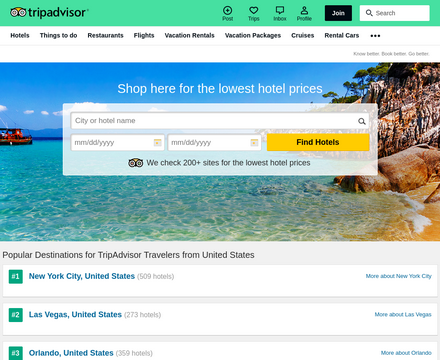 tripadvisor
Post Trips Inbox Profile Join Search
Hotels Things to do Restaurants Flights Vacation Rentals Vacation Packages Cruises Rental Cars
Know better. Book better. Go better.
Shop here for the lowest hotel prices
City or hotel name
mm/dd/yyyy mm/dd/yyyy Find Hotels
We check 200+ sites for the lowest hotel prices
Popular Destinations for TripAdvisor Travelers from United States
#1 New York City, United States (509 hotels) More about New York City
#2 Las Vegas, United States (273 hotels) More about Las Vegas
#3 Orlando, United States (359 hotels) More about Orlando